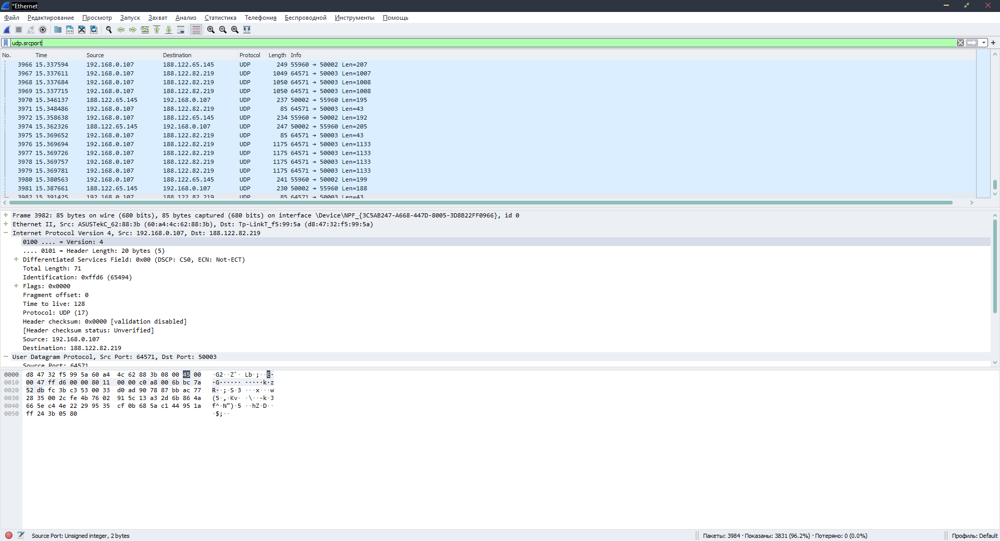 *Ethernet
Файл Редактирование Просмотр Запуск Захват Анализ Статистика Телефония Беспроводной Инструменты Помощь
udp.srcport
No. Time Source Destination Protocol Length Info
3966 15.337594 192.168.0.107 188.122.65.145 UDP 249 55960 → 50002 Len=207
3967 15.337611 192.168.0.107 188.122.82.219 UDP 1049 64571 → 50003 Len=1007
3968 15.337684 192.168.0.107 188.122.82.219 UDP 1050 64571 → 50003 Len=1008
3969 15.337715 192.168.0.107 188.122.82.219 UDP 1050 64571 → 50003 Len=1008
3970 15.346137 188.122.65.145 192.168.0.107 UDP 237 50002 → 55960 Len=195
3971 15.348486 192.168.0.107 188.122.82.219 UDP 85 64571 → 50003 Len=43
3972 15.358638 192.168.0.107 188.122.65.145 UDP 234 55960 → 50002 Len=192
3974 15.362326 188.122.65.145 192.168.0.107 UDP 247 50002 → 55960 Len=205
3975 15.369652 192.168.0.107 188.122.82.219 UDP 85 64571 → 50003 Len=43
3976 15.369694 192.168.0.107 188.122.82.219 UDP 1175 64571 → 50003 Len=1133
3977 15.369726 192.168.0.107 188.122.82.219 UDP 1175 64571 → 50003 Len=1133
3978 15.369757 192.168.0.107 188.122.82.219 UDP 1175 64571 → 50003 Len=1133
3979 15.369781 192.168.0.107 188.122.82.219 UDP 1175 64571 → 50003 Len=1133
3980 15.380563 192.168.0.107 188.122.65.145 UDP 241 55960 → 50002 Len=199
3981 15.387661 188.122.65.145 192.168.0.107 UDP 230 50002 → 55960 Len=188
3982 15.391425 192.168.0.107 188.122.82.219 UDP 85 64571 → 50003 Len=43
Frame 3982: 85 bytes on wire (680 bits), 85 bytes captured (680 bits) on interface \Device\NPF_{3C5AB247-A668-447D-8005-3D8B22FF0966}, id 0
Ethernet II, Src: ASUSTekC_62:88:3b (60:a4:4c:62:88:3b), Dst: Tp-LinkT_f5:99:5a (d8:47:32:f5:99:5a)
Internet Protocol Version 4, Src: 192.168.0.107, Dst: 188.122.82.219
0100 .... = Version: 4
.... 0101 = Header Length: 20 bytes (5)
Differentiated Services Field: 0x00 (DSCP: CS0, ECN: Not-ECT)
Total Length: 71
Identification: 0xffd6 (65494)
Flags: 0x0000
Fragment offset: 0
Time to live: 128
Protocol: UDP (17)
Header checksum: 0x0000 [validation disabled]
[Header checksum status: Unverified]
Source: 192.168.0.107
Destination: 188.122.82.219
User Datagram Protocol, Src Port: 64571, Dst Port: 50003
Source Port: 64571
0000 d8 47 32 f5 99 5a 60 a4 4c 62 88 3b 08 00 45 00 ·G2··Z`· Lb·;··E·
0010 00 47 ff d6 00 00 80 11 00 00 c0 a8 00 6b bc 7a ·G······ ·····k·z
0020 52 db fc 3b c3 53 00 33 d0 ad 90 78 87 bb ac 77 R··;·S·3 ···x···w
0030 28 35 00 2c fe 4b 76 02 91 5c 13 a3 2d 6b 86 4a (5·,·Kv· ·\··-k·J
0040 66 5e c4 4e 22 29 95 35 cf 0b 68 5a c1 44 95 1a f^·N")·5 ··hZ·D··
0050 ff 24 3b 05 80 ·$;··
Source Port: Unsigned integer, 2 bytes
Пакеты: 3984 · Показаны: 3831 (96.2%) · Потеряно: 0 (0.0%)
Профиль: Default